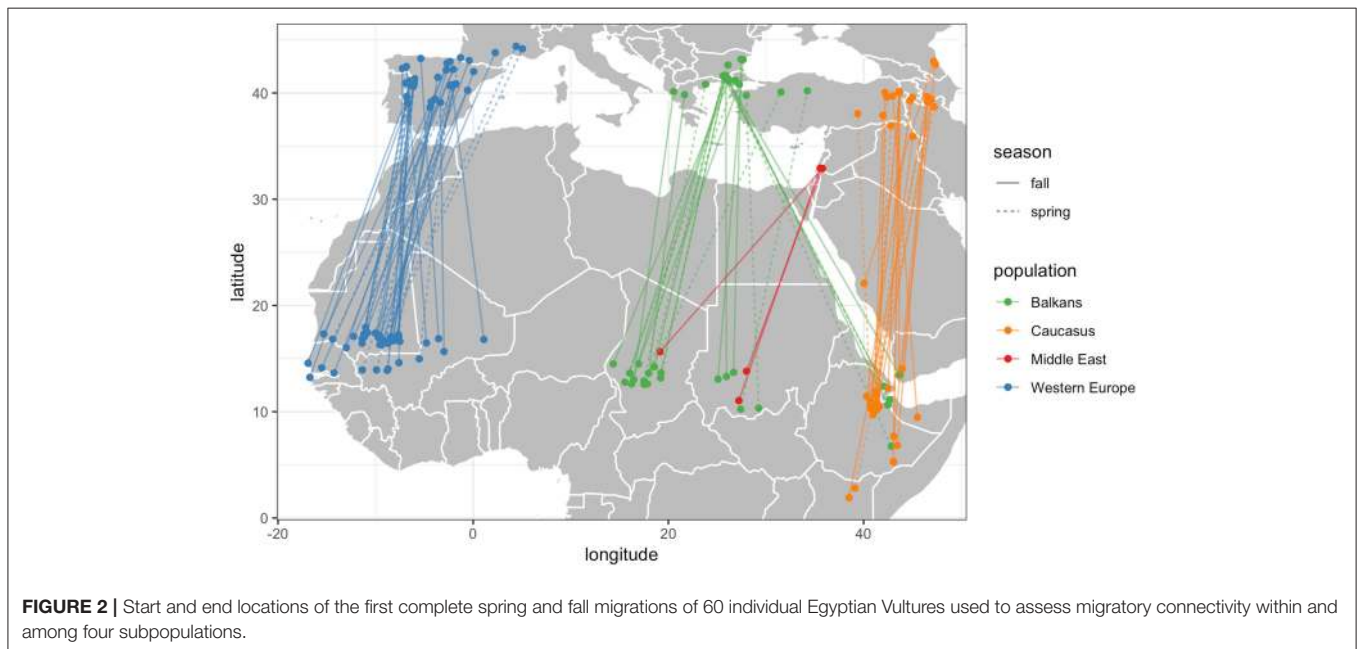 40
30
20
10
0
-20
0
20
40
latitude
longitude
season
fall
spring
population
Balkans
Caucasus
Middle East
Western Europe
FIGURE 2 | Start and end locations of the first complete spring and fall migrations of 60 individual Egyptian Vultures used to assess migratory connectivity within and
among four subpopulations.